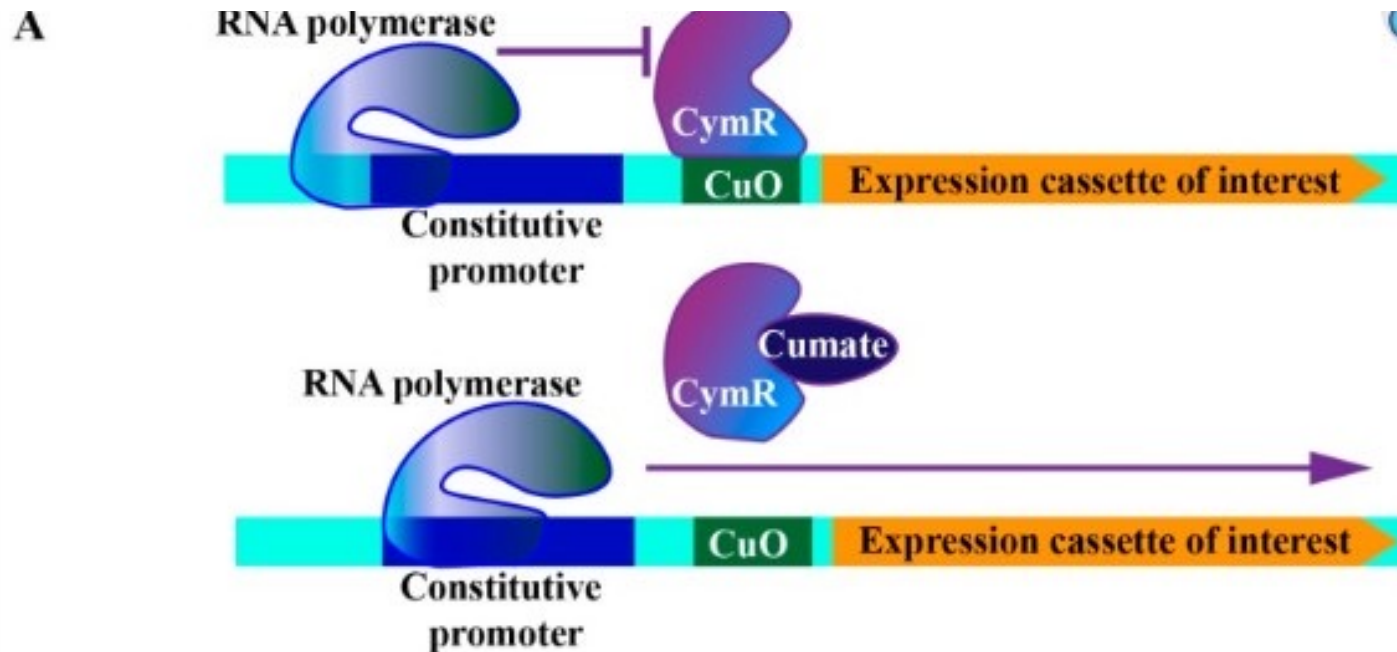 A
RNA polymerase
CymR
CuO
Expression cassette of interest
Constitutive
promoter
Cumate
CymR
RNA polymerase
CuO
Expression cassette of interest
Constitutive
promoter